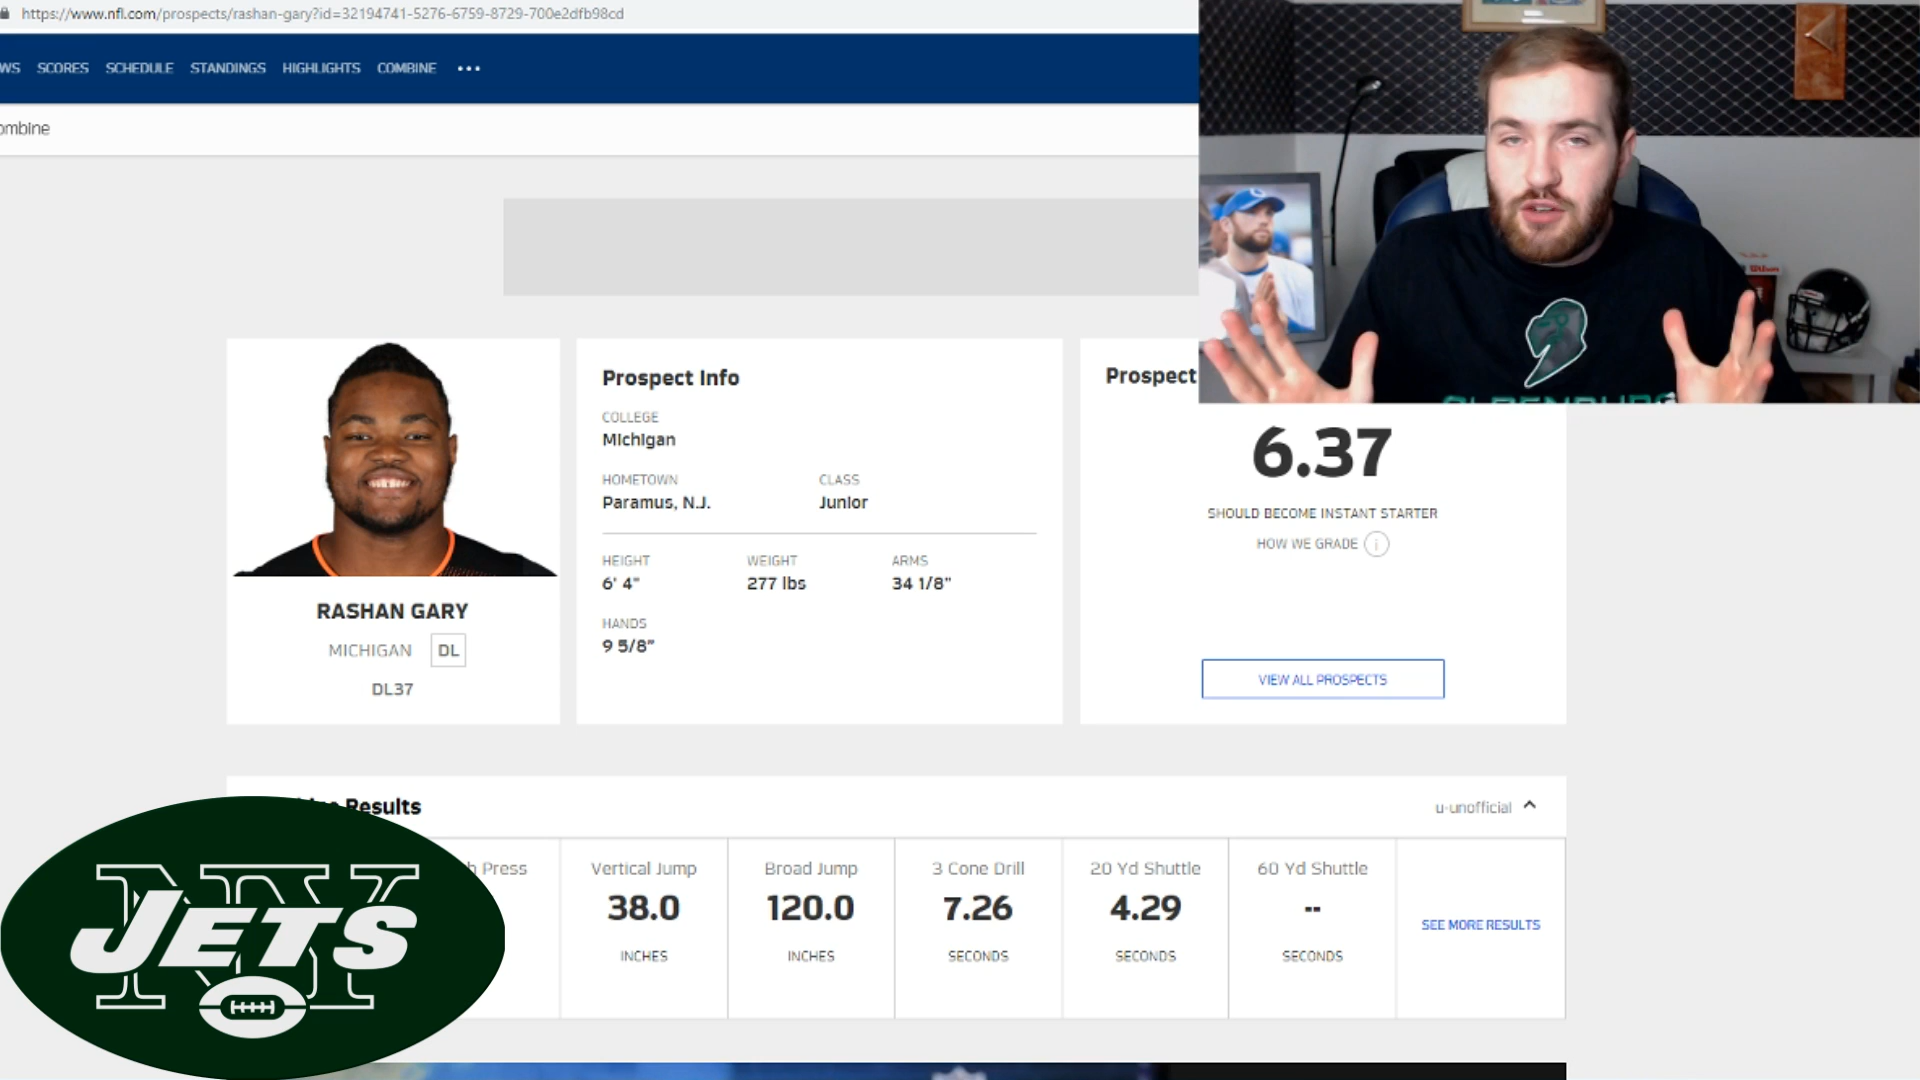 https://www.nfl.com/prospects/rashan-gary?id=32194741-5276-6759-8729-700e2dfb98cd
WS SCORES SCHEDULE STANDINGS HIGHLIGHTS COMBINE •••
ombine
Prospect Info
Prospect
COLLEGE
Michigan
HOMETOWN CLASS
Paramus, N.J. Junior
HEIGHT WEIGHT ARMS
6' 4" 277 lbs 34 1/8"
HANDS
9 5/8"
6.37
SHOULD BECOME INSTANT STARTER
HOW WE GRADE i
VIEW ALL PROSPECTS
RASHAN GARY
MICHIGAN DL
DL37
Results
u-unofficial
Press Vertical Jump Broad Jump 3 Cone Drill 20 Yd Shuttle 60 Yd Shuttle
38.0 120.0 7.26 4.29 --
INCHES INCHES SECONDS SECONDS SECONDS
SEE MORE RESULTS
NY
JETS
Wilson